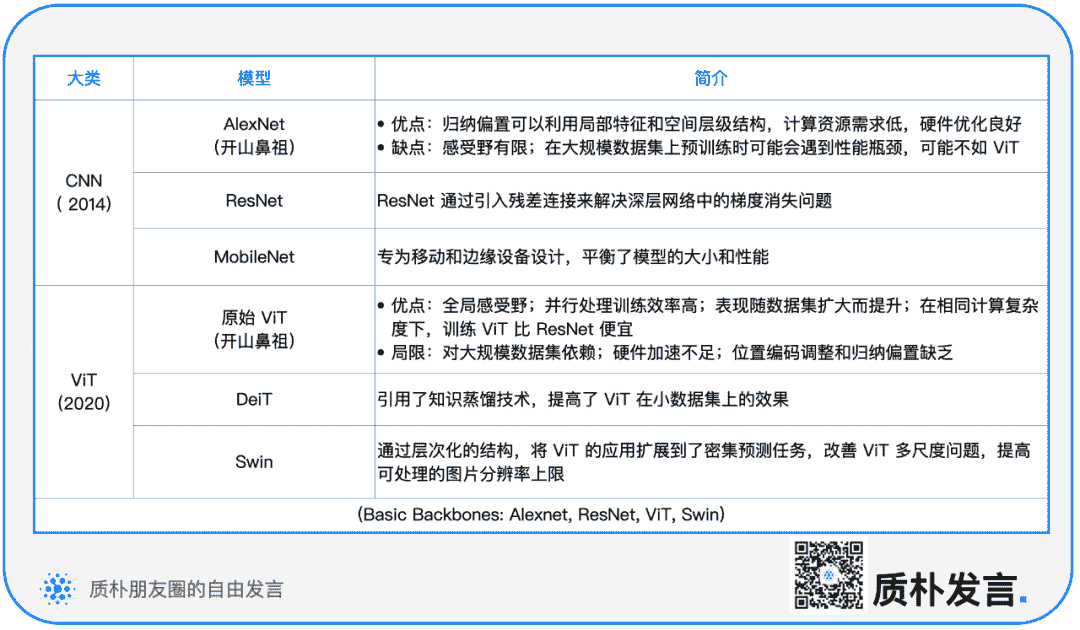 大类 模型 简介
AlexNet
(开山鼻祖)
• 优点：归纳偏置可以利用局部特征和空间层级结构，计算资源需求低，硬件优化良好
• 缺点：感受野有限；在大规模数据集上预训练时可能会遇到性能瓶颈，可能不如 ViT
CNN
( 2014)
ResNet
ResNet 通过引入残差连接来解决深层网络中的梯度消失问题
MobileNet
专为移动和边缘设备设计，平衡了模型的大小和性能
原始 ViT
(开山鼻祖)
• 优点：全局感受野；并行处理训练效率高；表现随数据集扩大而提升；在相同计算复杂
度下，训练 ViT 比 ResNet 便宜
• 局限：对大规模数据集依赖；硬件加速不足；位置编码调整和归纳偏置缺乏
ViT
(2020)
DeiT
引用了知识蒸馏技术，提高了 ViT 在小数据集上的效果
Swin
通过层次化的结构，将 ViT 的应用扩展到了密集预测任务，改善 ViT 多尺度问题，提高
可处理的图片分辨率上限
(Basic Backbones: Alexnet, ResNet, ViT, Swin)
质朴朋友圈的自由发言
质朴发言.